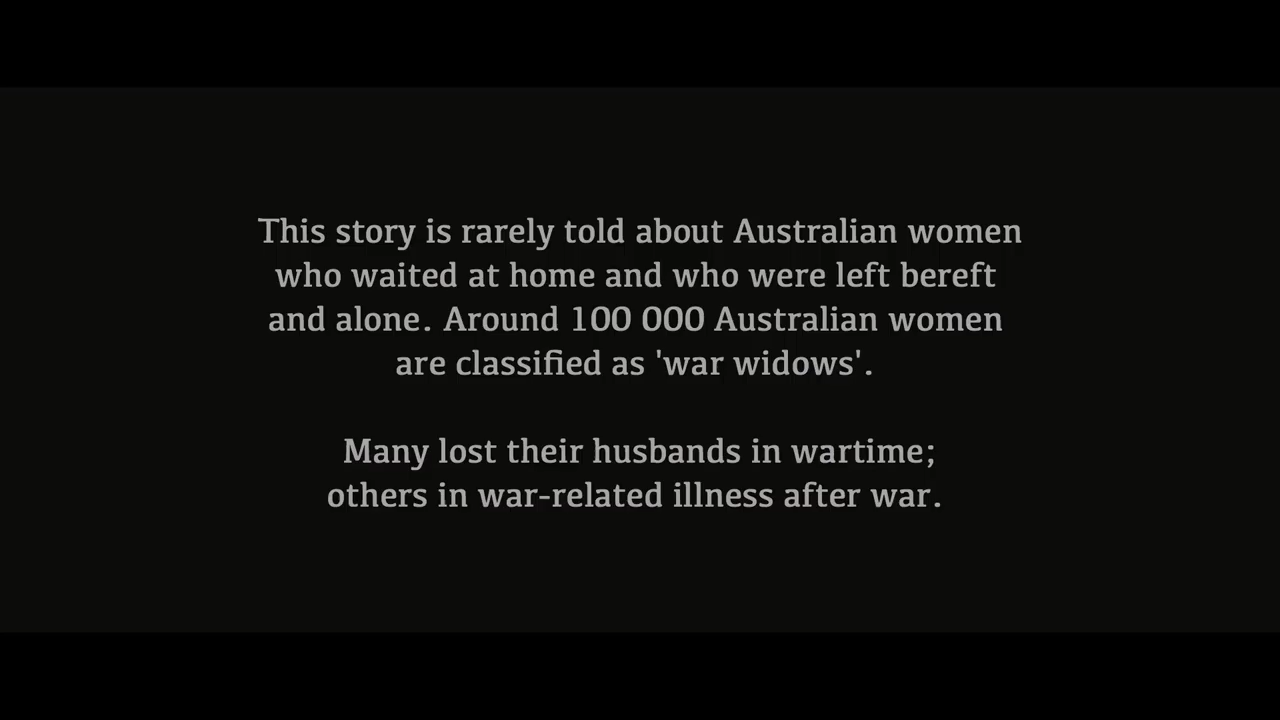 This story is rarely told about Australian women
who waited at home and who were left bereft
and alone. Around 100 000 Australian women
are classified as 'war widows'.
Many lost their husbands in wartime;
others in war-related illness after war.